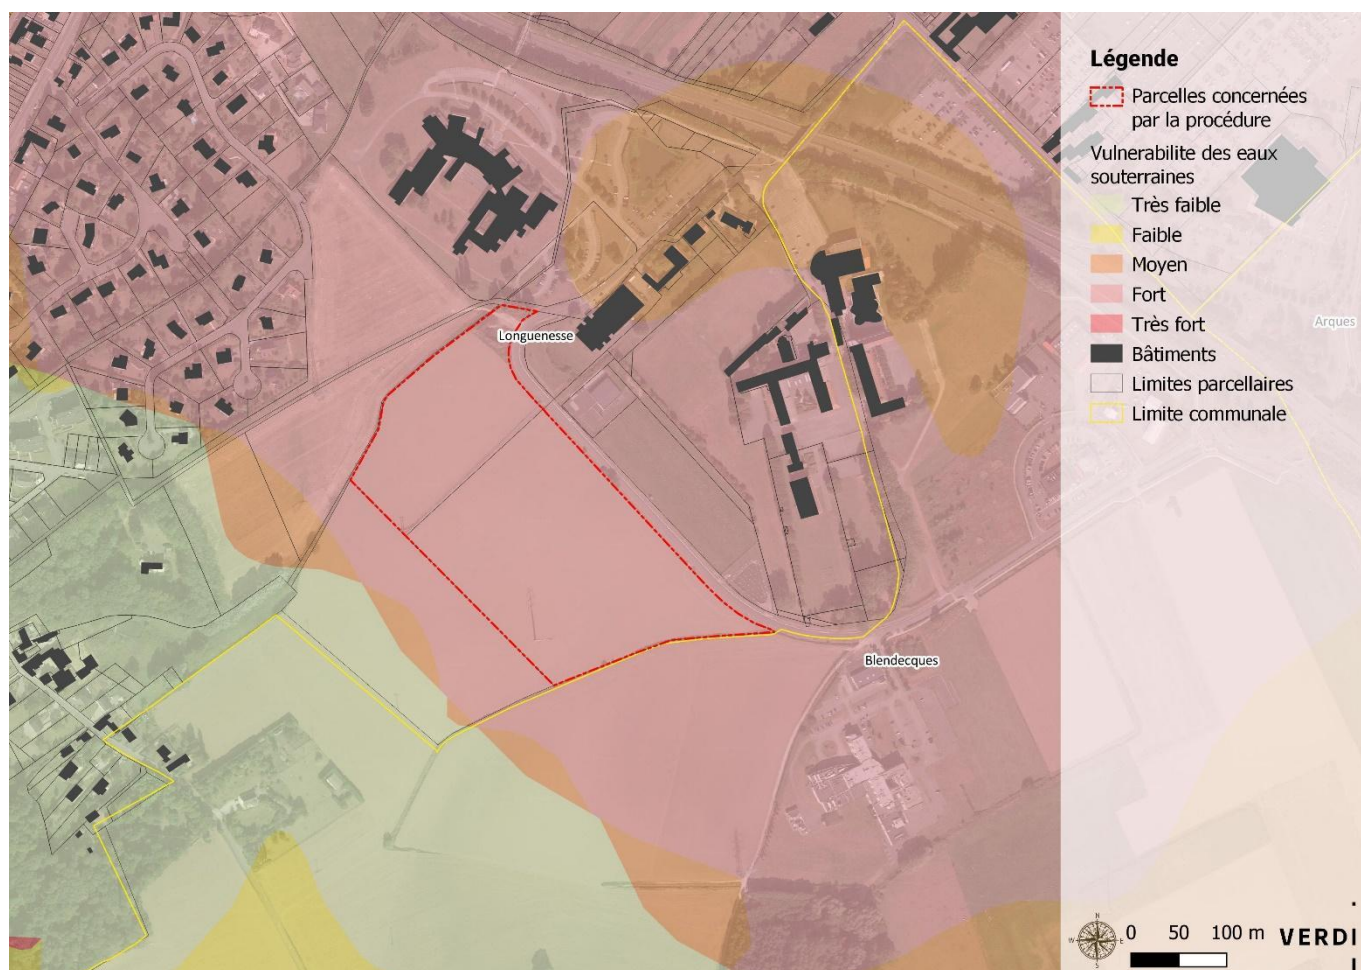 Légende
Parcelles concernées
par la procédure
Vulnerabilite des eaux
souterraines
Très faible
Faible
Moyen
Fort
Très fort
Bâtiments
Limites parcellaires
Limite communale
Longuenesse
Arques
Blendecques
N
W E
S
0 50 100 m
VERDI